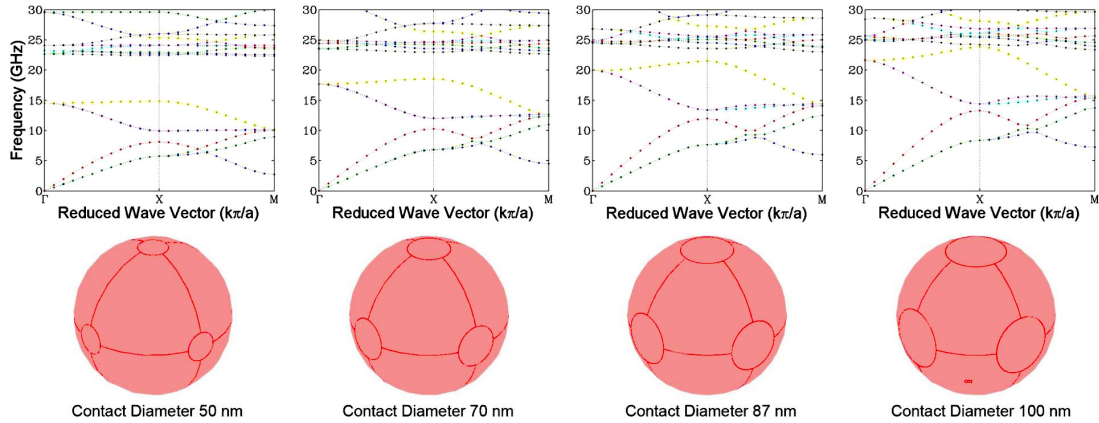 30
25
20
15
10
5
0
Frequency (GHz)
Γ X M
Reduced Wave Vector (kπ/a)
30
25
20
15
10
5
0
Γ X M
Reduced Wave Vector (kπ/a)
30
25
20
15
10
5
0
Γ X M
Reduced Wave Vector (kπ/a)
30
25
20
15
10
5
0
Γ X M
Reduced Wave Vector (kπ/a)
Contact Diameter 50 nm
Contact Diameter 70 nm
Contact Diameter 87 nm
Contact Diameter 100 nm